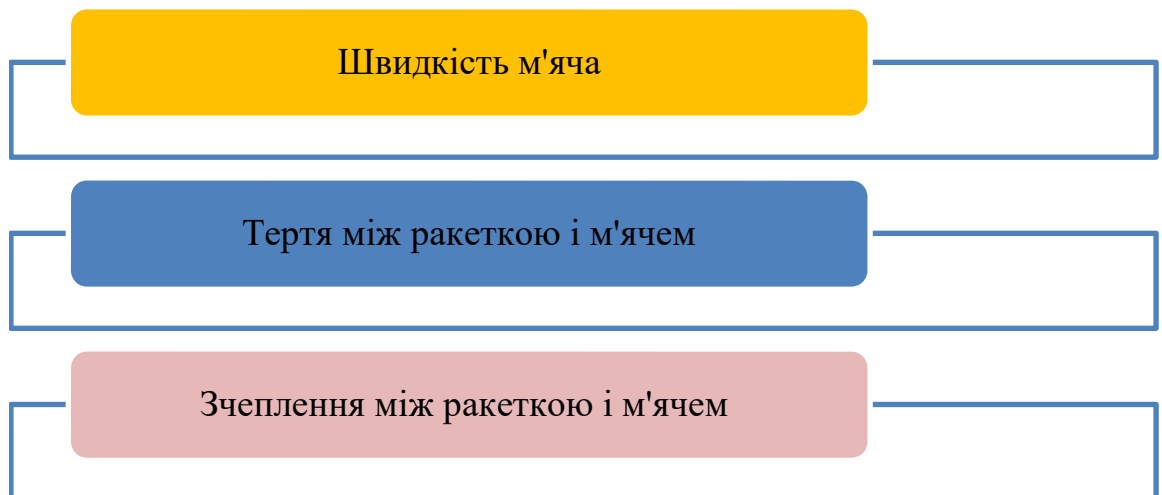 Швидкість м'яча
Тертя між ракеткою і м'ячем
Зчеплення між ракеткою і м'ячем